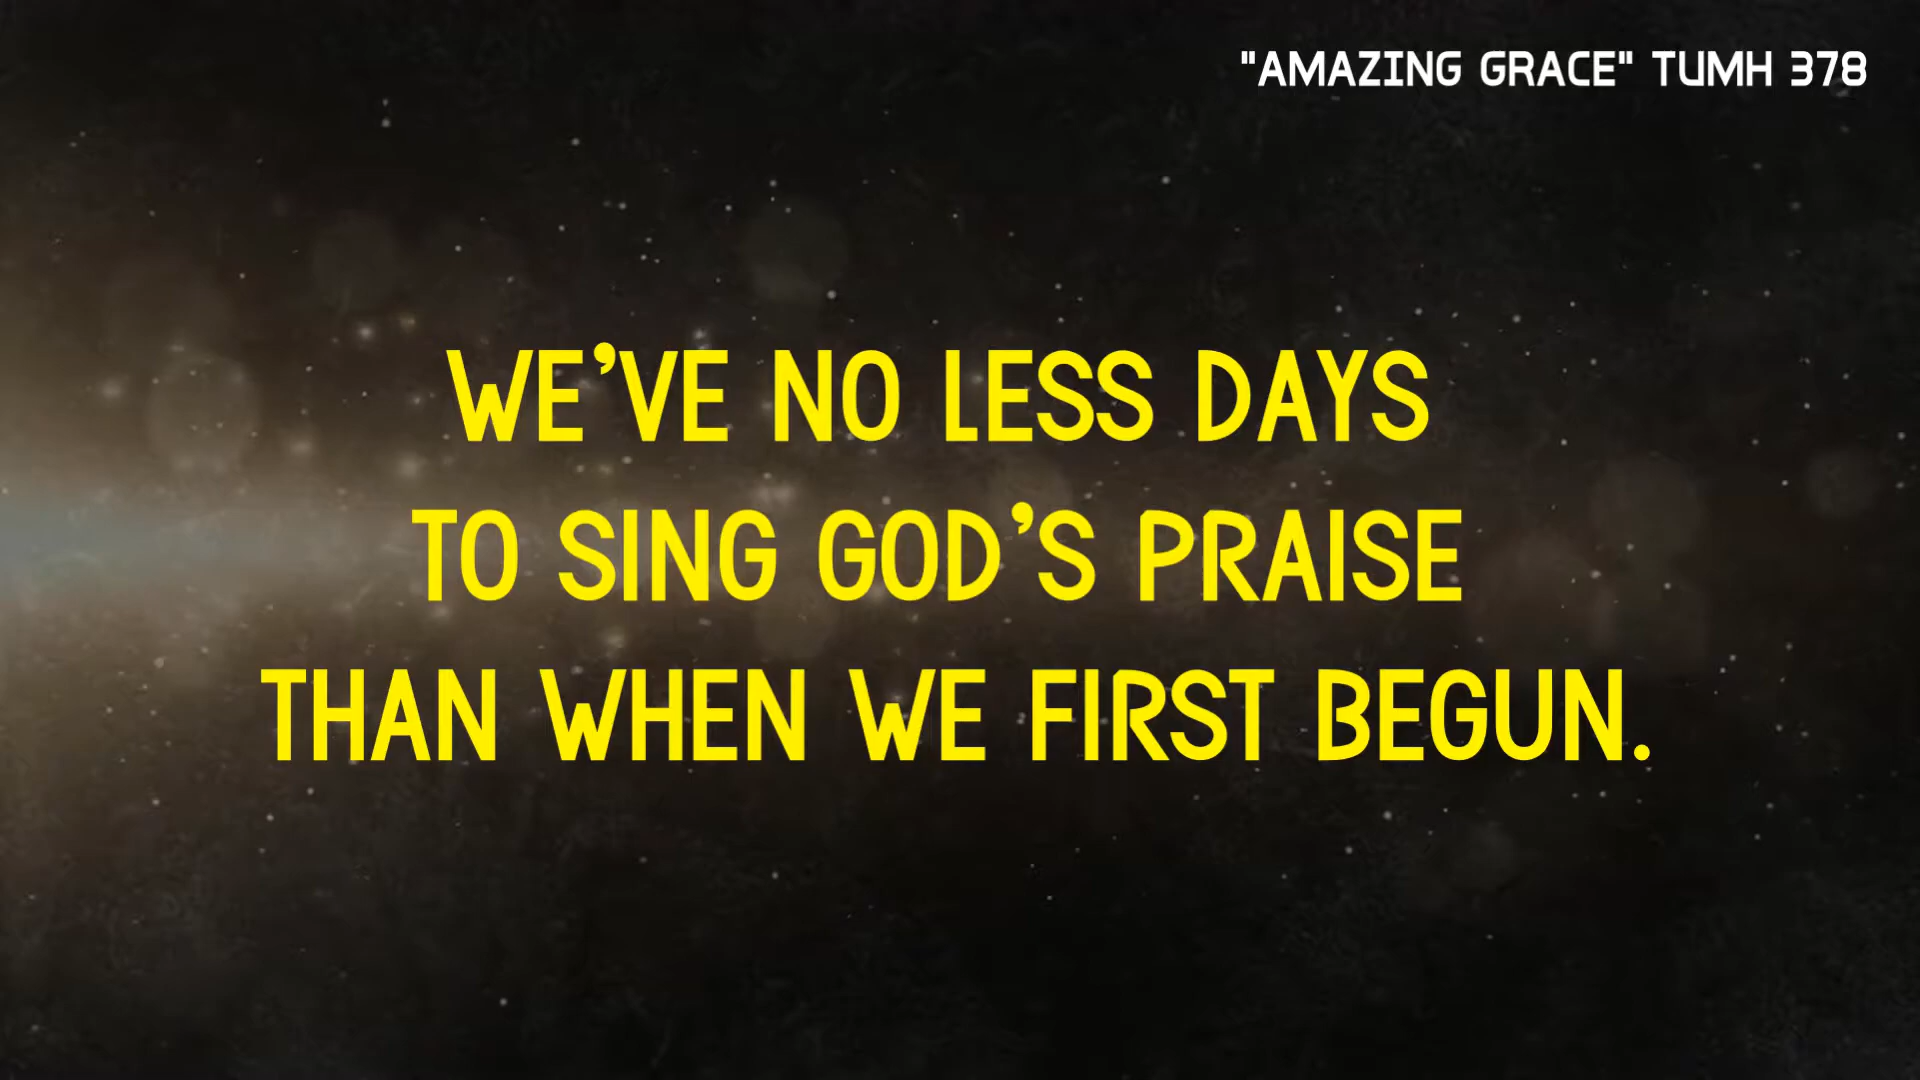 "AMAZING GRACE" TUMH 378
WE’VE NO LESS DAYS
TO SING GOD’S PRAISE
THAN WHEN WE FIRST BEGUN.